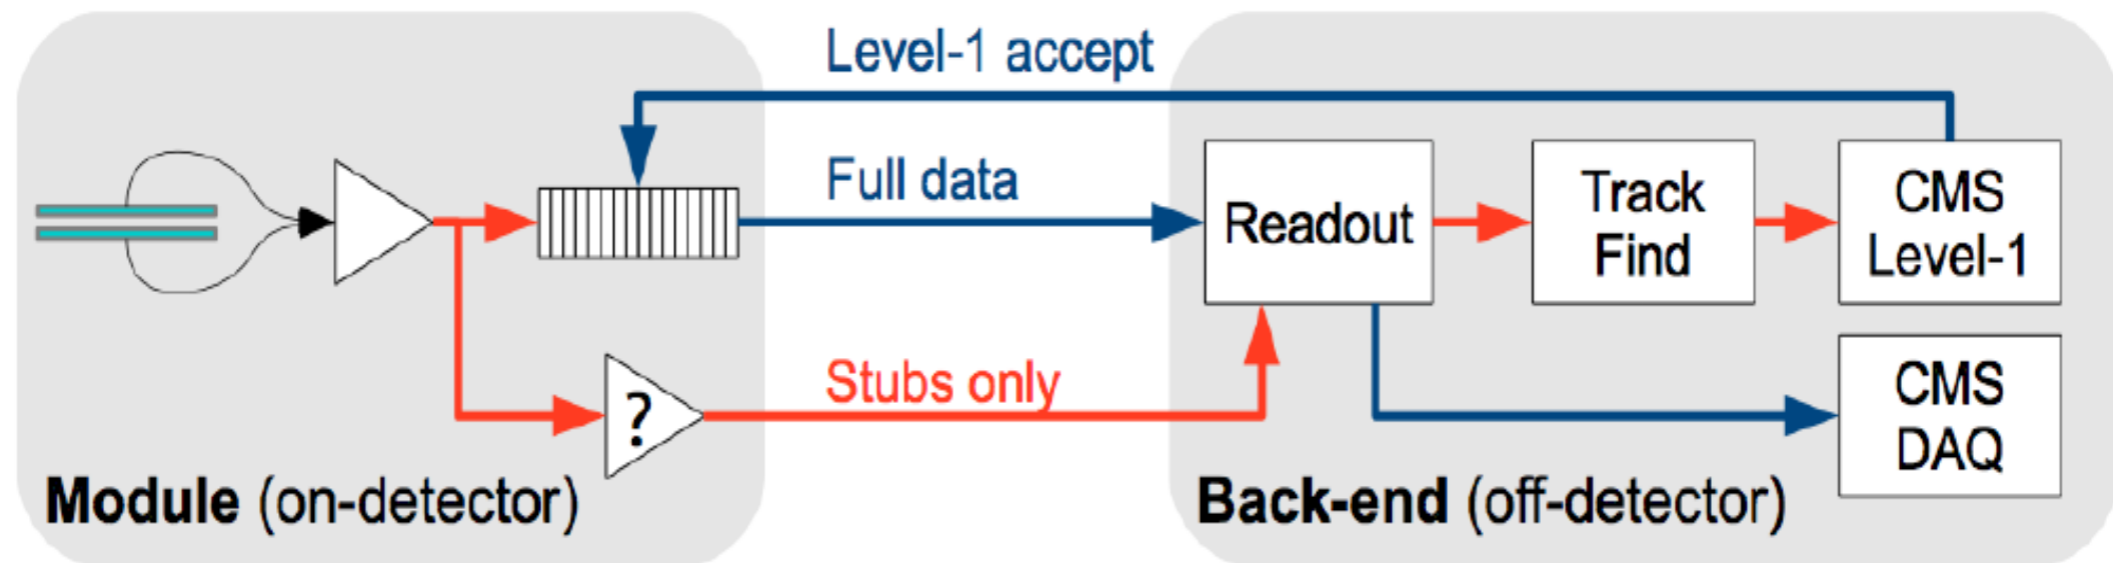 Level-1 accept
Full data
Readout
Track
Find
CMS
Level-1
?
Stubs only
CMS
DAQ
Module (on-detector)
Back-end (off-detector)